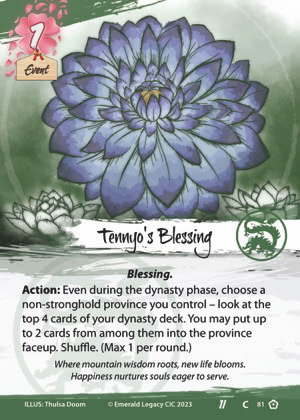 1
Event
Tennyo's Blessing
Blessing.
Action: Even during the dynasty phase, choose a
non-stronghold province you control – look at the
top 4 cards of your dynasty deck. You may put up
to 2 cards from among them into the province
faceup. Shuffle. (Max 1 per round.)
Where mountain wisdom roots, new life blooms.
Happiness nurtures souls eager to serve.
ILLUS: Thulsa Doom © Emerald Legacy CIC 2023 C 81